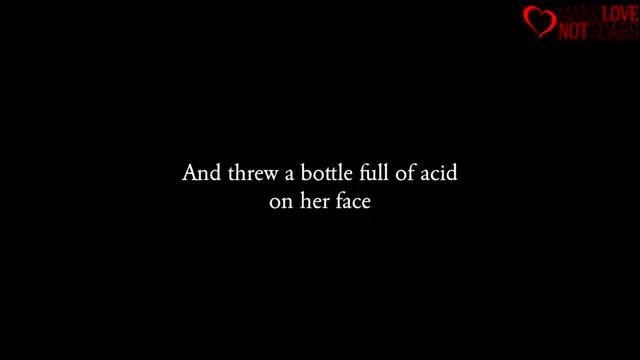 MAKE LOVE
NOT SCARS
And threw a bottle full of acid
on her face